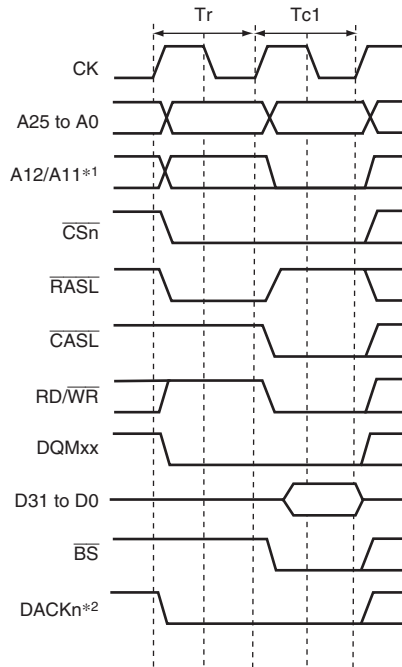 Tr Tc1
CK
A25 to A0
A12/A11*1
CSn
RASL
CASL
RD/WR
DQMxx
D31 to D0
BS
DACKn*2